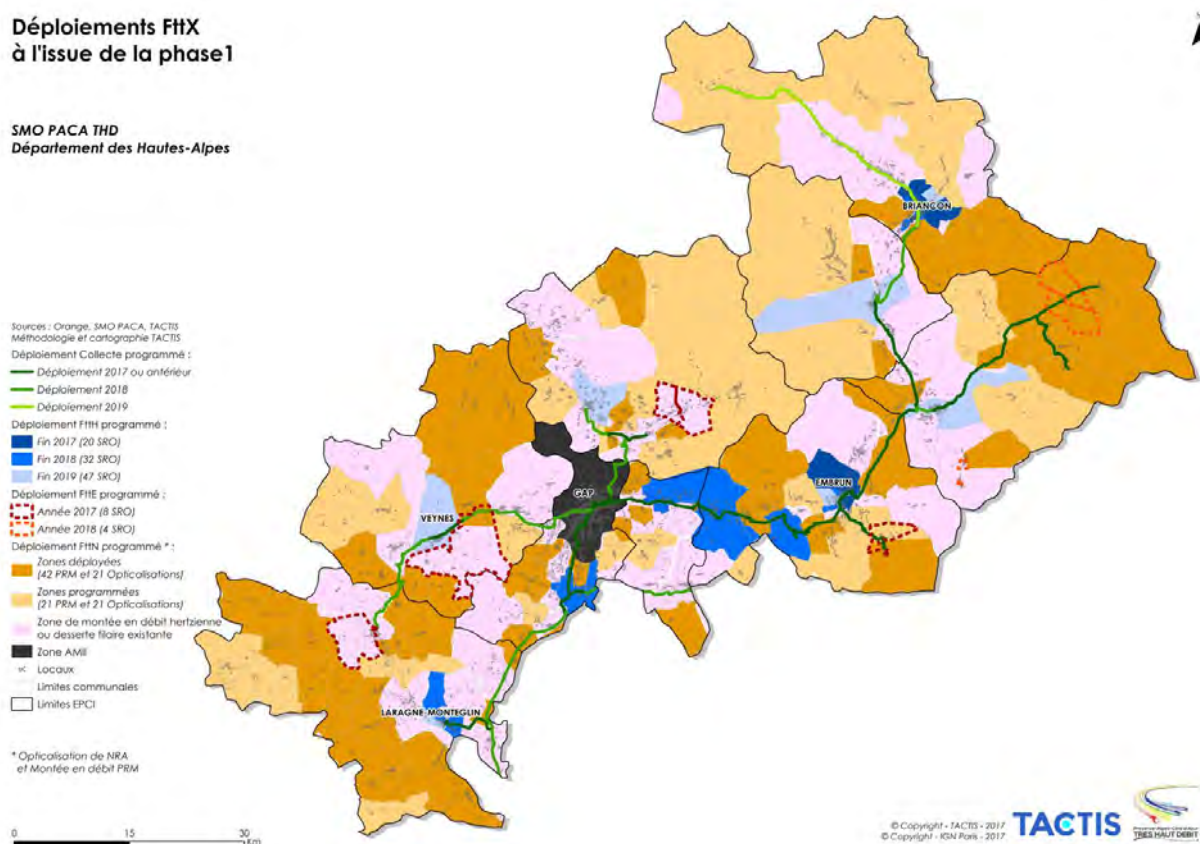 Déploiements FttX
à l'issue de la phase1
SMO PACA THD
Département des Hautes-Alpes
Sources : Orange, SMO PACA, TACTIS
Méthodologie et cartographie TACTIS
Déploiement Collecte programmé :
Déploiement 2017 ou antérieur
Déploiement 2018
Déploiement 2019
Déploiement FttH programmé :
Fin 2017 (20 SRO)
Fin 2018 (32 SRO)
Fin 2019 (47 SRO)
Déploiement FttE programmé :
Année 2017 (8 SRO)
Année 2018 (4 SRO)
Déploiement FttN programmé * :
Zones déployées
(42 PRM et 21 Opticalisations)
Zones programmées
(21 PRM et 21 Opticalisations)
Zone de montée en débit hertzienne
ou desserte filaire existante
Zone AMII
Locaux
Limites communales
Limites EPCI
* Opticalisation de NRA
et Montée en débit PRM
0 15 30
Km
BRIANÇON
EMBRUN
GAP
VEYNES
LARAGNE-MONTEGLIN
© Copyright - TACTIS - 2017
© Copyright - IGN Paris - 2017
TACTIS
TRES HAUT DEBIT